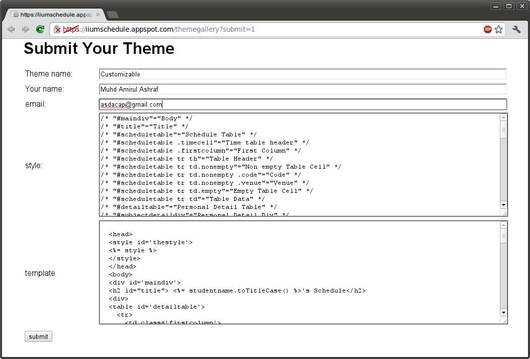 https://iiumschedule.appspot.com
https://iiumschedule.appspot.com/themegallery?submit=1
Submit Your Theme
Theme name: Customizable
Your name: Muhd Amirul Ashraf
email: asdacap@gmail.com
style:
/* "#maindiv"="Body" */
/* "#title"="Title" */
/* "#scheduletable"="Schedule Table" */
/* "#scheduletable .timecell"="Time table header" */
/* "#scheduletable .firstcolumn"="First Column" */
/* "#scheduletable tr th"="Table Header" */
/* "#scheduletable tr td.nonempty"="Non empty Table Cell" */
/* "#scheduletable tr td.nonempty .code"="Code" */
/* "#scheduletable tr td.nonempty .venue"="Venue" */
/* "#scheduletable tr td.empty"="Empty Table Cell" */
/* "#scheduletable tr td"="Table Data" */
/* "#detailtable"="Personal Detail Table" */
/* "#subjectdetaildiv"="Personal Detail Div" */
template
<head>
<style id='thestyle'>
<%= style %>
</style>
</head>
<body>
<div id='maindiv'>
<h2 id="title"> <%= studentname.toTitleCase() %>'s Schedule</h2>
<div>
<table id='detailtable'>
<tr>
<td class='firstcolumn'>
submit